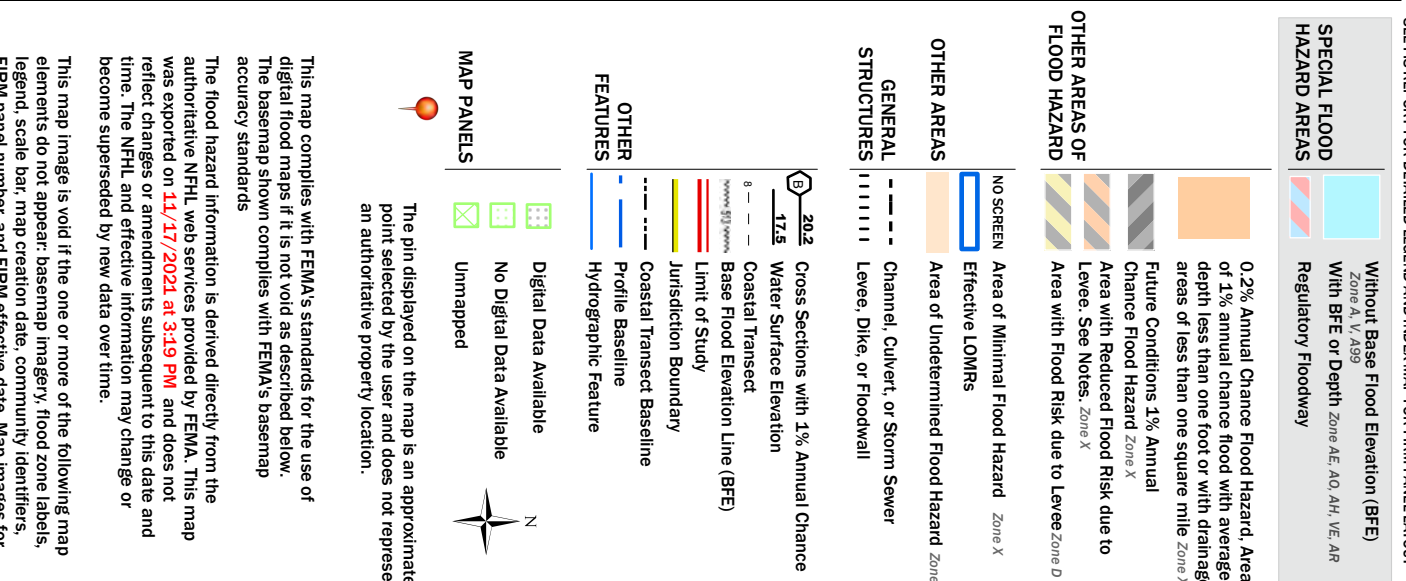 SPECIAL FLOOD
HAZARD AREAS
Without Base Flood Elevation (BFE)
Zone A, V, A99
With BFE or Depth Zone AE, AO, AH, VE, AR
Regulatory Floodway
0.2% Annual Chance Flood Hazard, Area
of 1% annual chance flood with average
depth less than one foot or with drainag
areas of less than one square mile Zone X
Future Conditions 1% Annual
Chance Flood Hazard Zone X
Area with Reduced Flood Risk due to
Levee. See Notes. Zone X
Area with Flood Risk due to Levee Zone D
OTHER AREAS OF
FLOOD HAZARD
NO SCREEN Area of Minimal Flood Hazard Zone X
Effective LOMRs
OTHER AREAS
Area of Undetermined Flood Hazard Zone
GENERAL
STRUCTURES
Channel, Culvert, or Storm Sewer
Levee, Dike, or Floodwall
B 20.2 Cross Sections with 1% Annual Chance
17.5 Water Surface Elevation
8 Coastal Transect
513 Base Flood Elevation Line (BFE)
Limit of Study
Jurisdiction Boundary
Coastal Transect Baseline
OTHER
FEATURES
Profile Baseline
Hydrographic Feature
Digital Data Available
No Digital Data Available
MAP PANELS
Unmapped
N
The pin displayed on the map is an approximate
point selected by the user and does not represe
an authoritative property location.
This map complies with FEMA's standards for the use of
digital flood maps if it is not void as described below.
The basemap shown complies with FEMA's basemap
accuracy standards
The flood hazard information is derived directly from the
authoritative NFHL web services provided by FEMA. This map
was exported on 11/17/2021 at 3:19 PM and does not
reflect changes or amendments subsequent to this date and
time. The NFHL and effective information may change or
become superseded by new data over time.
This map image is void if the one or more of the following map
elements do not appear: basemap imagery, flood zone labels,
legend, scale bar, map creation date, community identifiers,
FIRM panel number, and FIRM effective date. Map images for